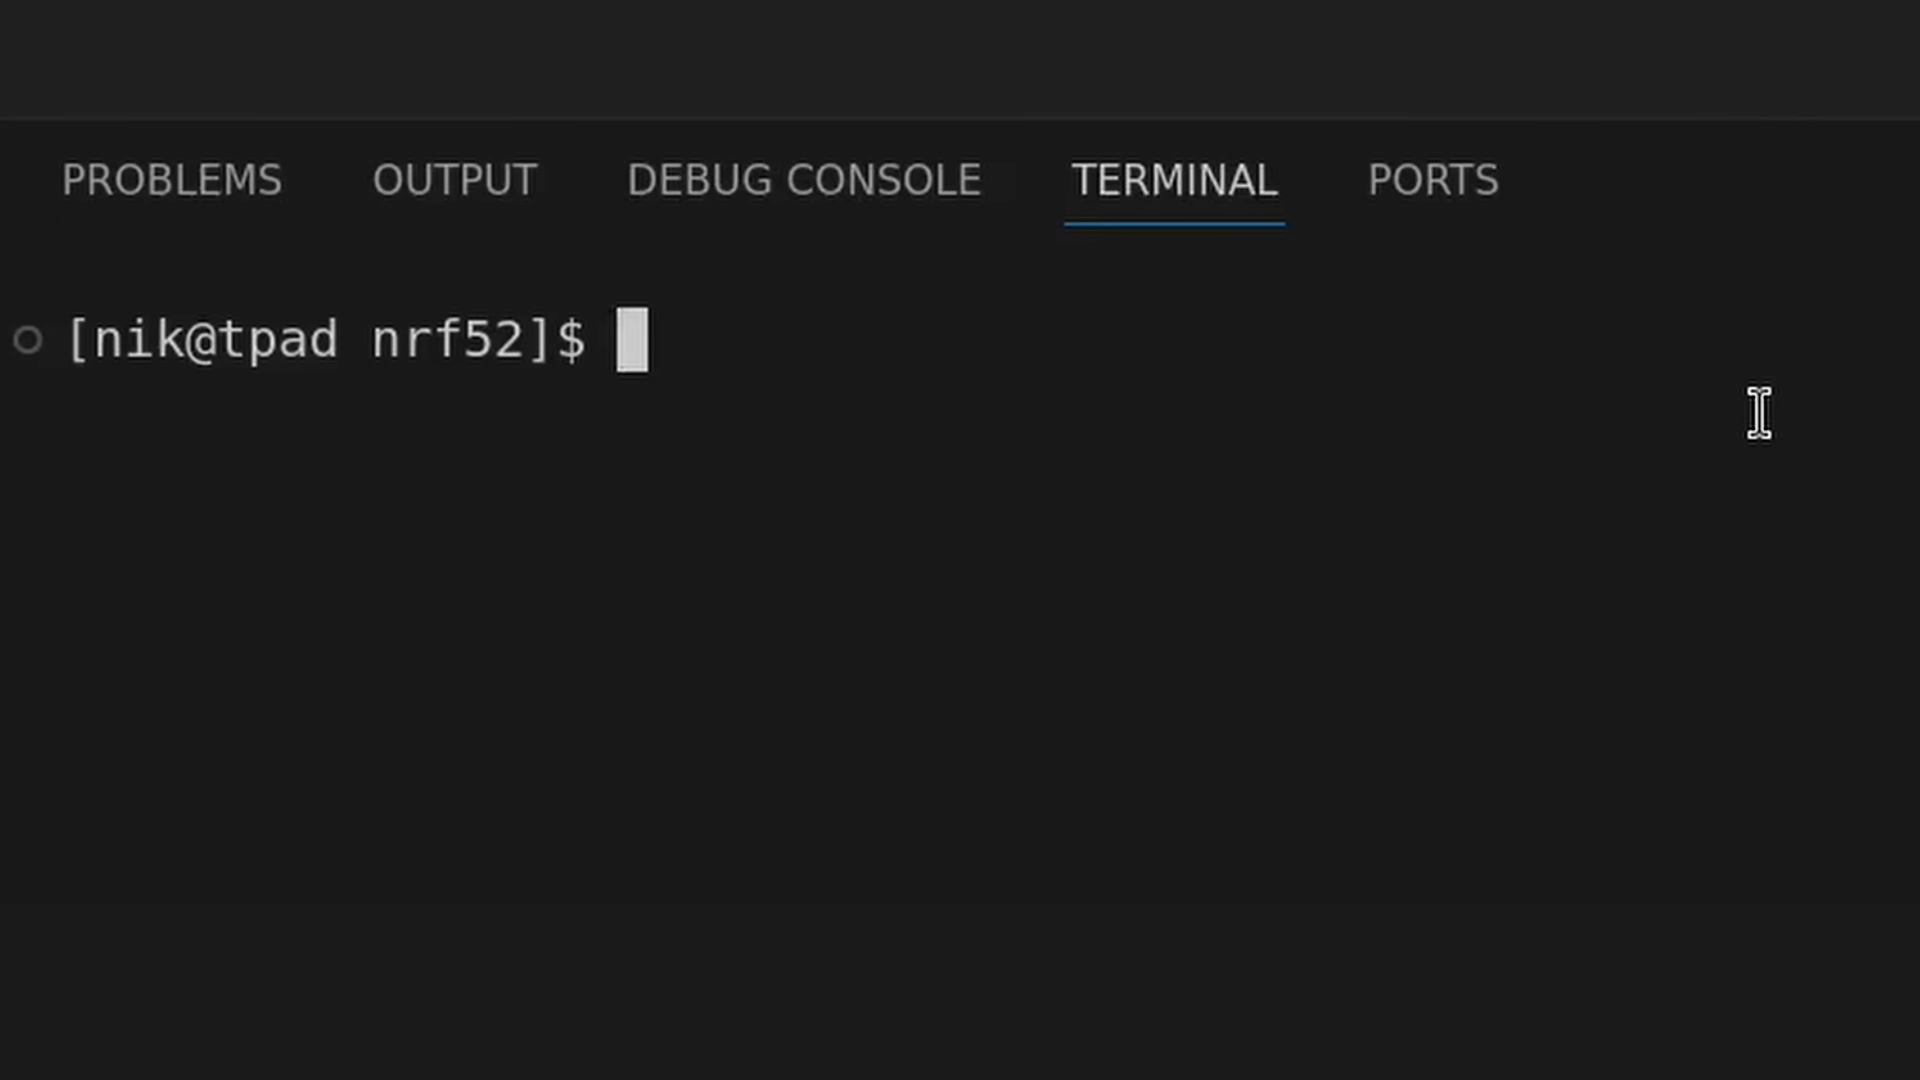 PROBLEMS OUTPUT DEBUG CONSOLE TERMINAL PORTS
[nik@tpad nrf52]$